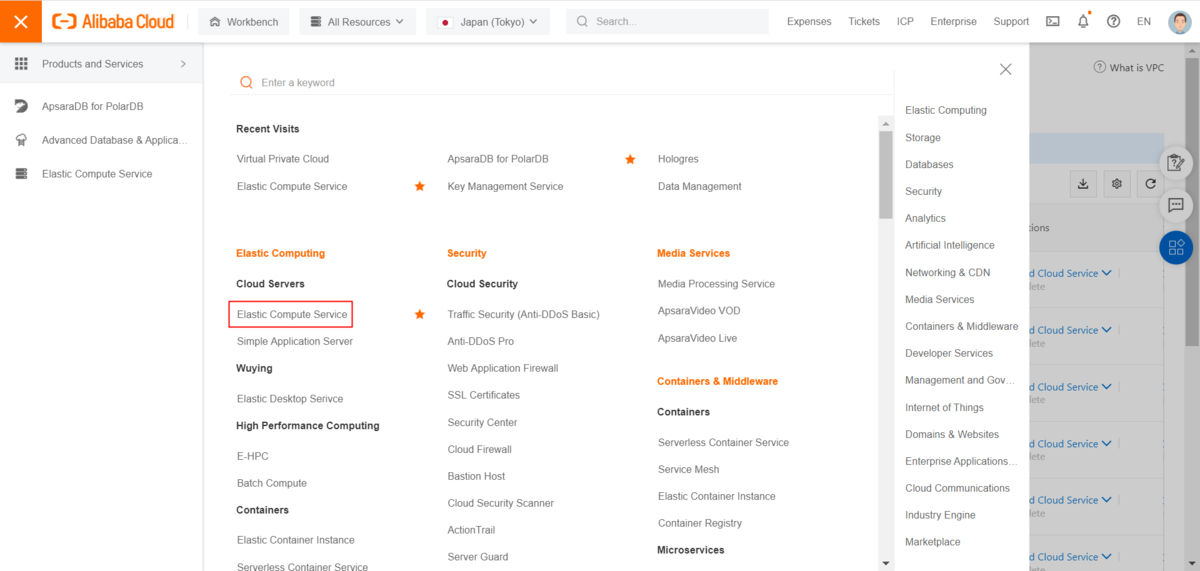 Alibaba Cloud
Workbench
All Resources
Japan (Tokyo)
Search...
Expenses
Tickets
ICP
Enterprise
Support
EN
Products and Services
ApsaraDB for PolarDB
Advanced Database & Applica...
Elastic Compute Service
Enter a keyword
Recent Visits
Virtual Private Cloud
ApsaraDB for PolarDB
Hologres
Elastic Compute Service
Key Management Service
Data Management
Elastic Computing
Cloud Servers
Elastic Compute Service
Simple Application Server
Wuying
Elastic Desktop Serivce
High Performance Computing
E-HPC
Batch Compute
Containers
Elastic Container Instance
Serverless Container Service
Security
Cloud Security
Traffic Security (Anti-DDoS Basic)
Anti-DDoS Pro
Web Application Firewall
SSL Certificates
Security Center
Cloud Firewall
Bastion Host
Cloud Security Scanner
ActionTrail
Server Guard
Media Services
Media Processing Service
ApsaraVideo VOD
ApsaraVideo Live
Containers & Middleware
Containers
Serverless Container Service
Service Mesh
Elastic Container Instance
Container Registry
Microservices
Elastic Computing
Storage
Databases
Security
Analytics
Artificial Intelligence
Networking & CDN
Media Services
Containers & Middleware
Developer Services
Management and Gov...
Internet of Things
Domains & Websites
Enterprise Applications...
Cloud Communications
Industry Engine
Marketplace
What is VPC
tions
d Cloud Service
lete
d Cloud Service
lete
d Cloud Service
lete
d Cloud Service
lete
d Cloud Service
lete
d Cloud Service